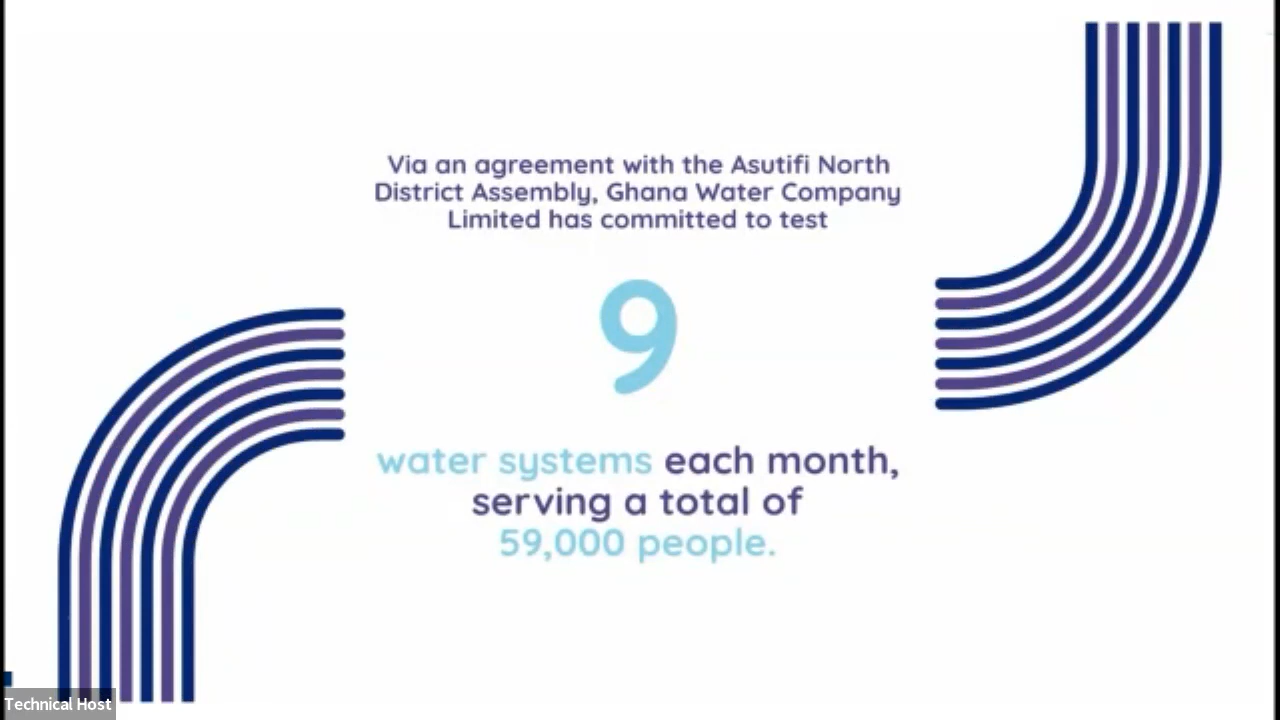 Via an agreement with the Asutifi North
District Assembly, Ghana Water Company
Limited has committed to test
9
water systems each month,
serving a total of
59,000 people.
Technical Host